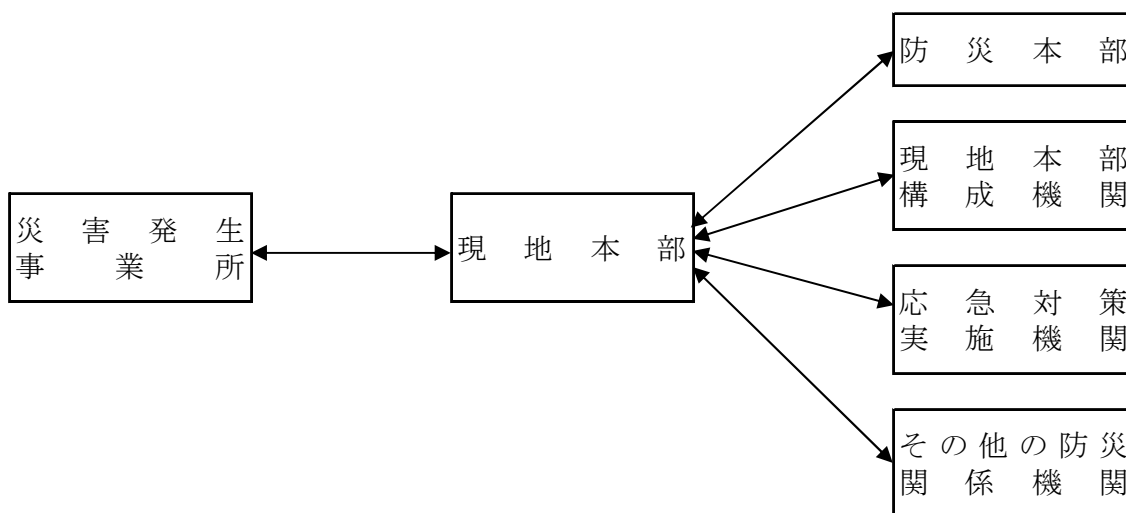 防災本部
現地本部
構成機関
災害発生
事業所
現地本部
応急対策
実施機関
その他の防災
関係機関